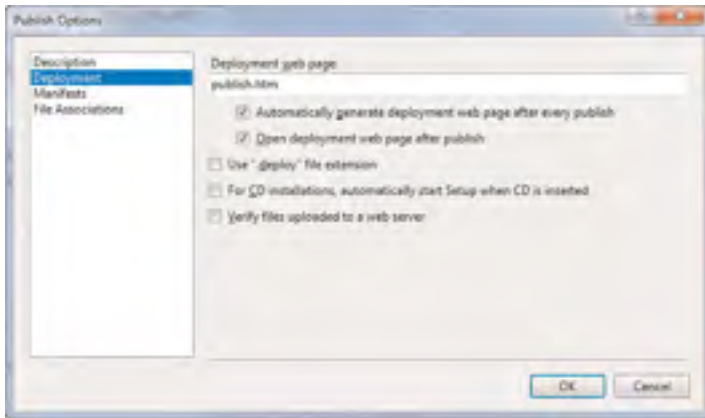 Publish Options
Description
Deployment
Manifests
File Associations
Deployment web page:
publish.htm
Automatically generate deployment web page after every publish
Open deployment web page after publish
Use ".deploy" file extension
For CD installations, automatically start Setup when CD is inserted
Verify files uploaded to a web server
OK
Cancel